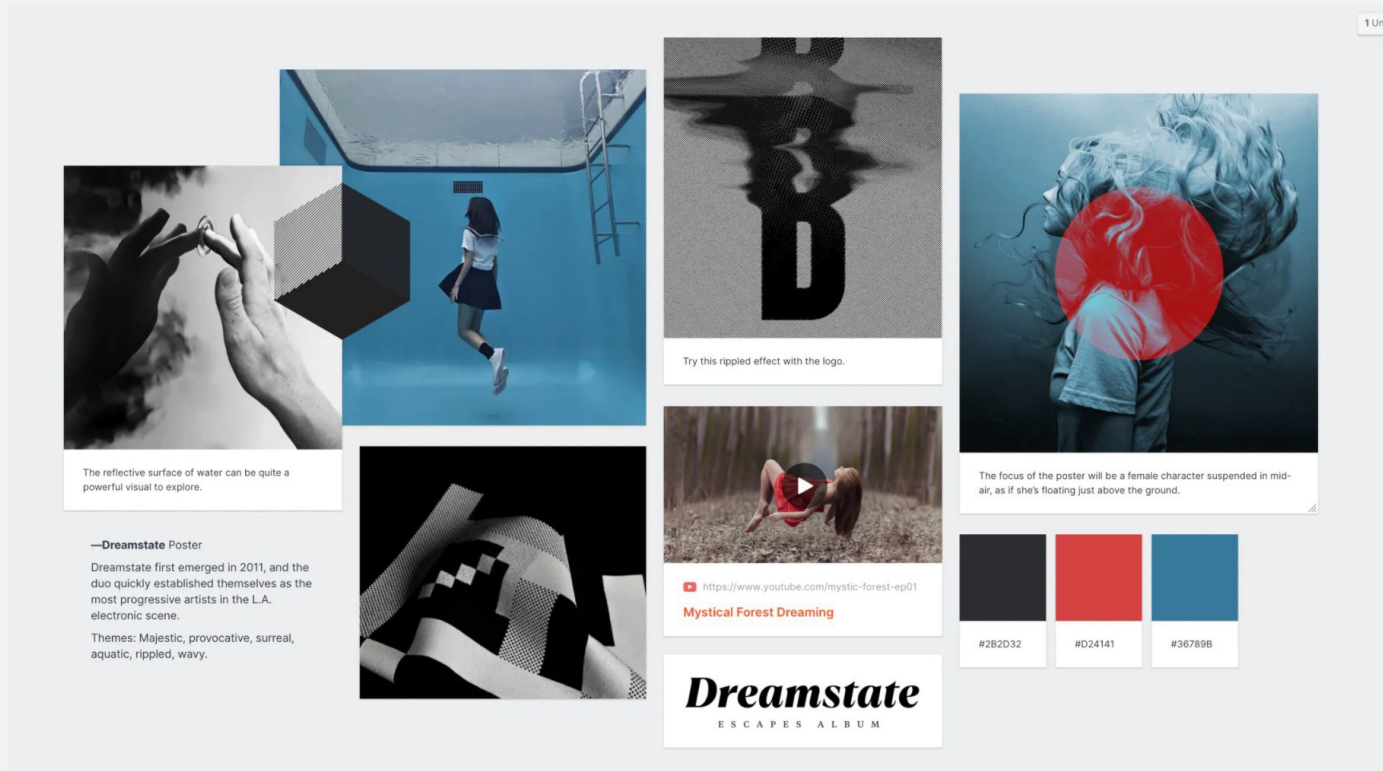 1 Un
Try this rippled effect with the logo.
The reflective surface of water can be quite a
powerful visual to explore.
The focus of the poster will be a female character suspended in mid-
air, as if she's floating just above the ground.
—Dreamstate Poster
Dreamstate first emerged in 2011, and the
duo quickly established themselves as the
most progressive artists in the L.A.
electronic scene.
Themes: Majestic, provocative, surreal,
aquatic, rippled, wavy.
https://www.youtube.com/mystic-forest-ep01
Mystical Forest Dreaming
Dreamstate
ESCAPES ALBUM
#2B2D32
#D24141
#36789B